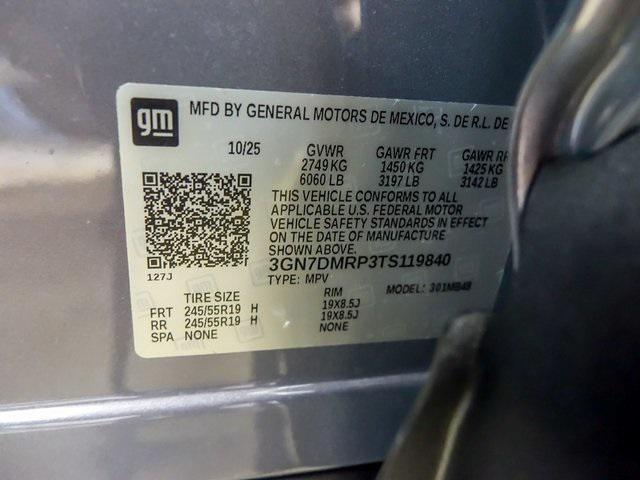 gm
MFD BY GENERAL MOTORS DE MEXICO, S. DE R.L. DE
10/25 GVWR GAWR FRT GAWR RR
2749 KG 1450 KG 1425 KG
6060 LB 3197 LB 3142 LB
THIS VEHICLE CONFORMS TO ALL
APPLICABLE U.S. FEDERAL MOTOR
VEHICLE SAFETY STANDARDS IN EFFECT
ON THE DATE OF MANUFACTURE
SHOWN ABOVE.
3GN7DMRP3TS119840
127J
TYPE: MPV MODEL: 301MB48
TIRE SIZE RIM
FRT 245/55R19 H 19X8.5J
RR 245/55R19 H 19X8.5J
SPA NONE NONE